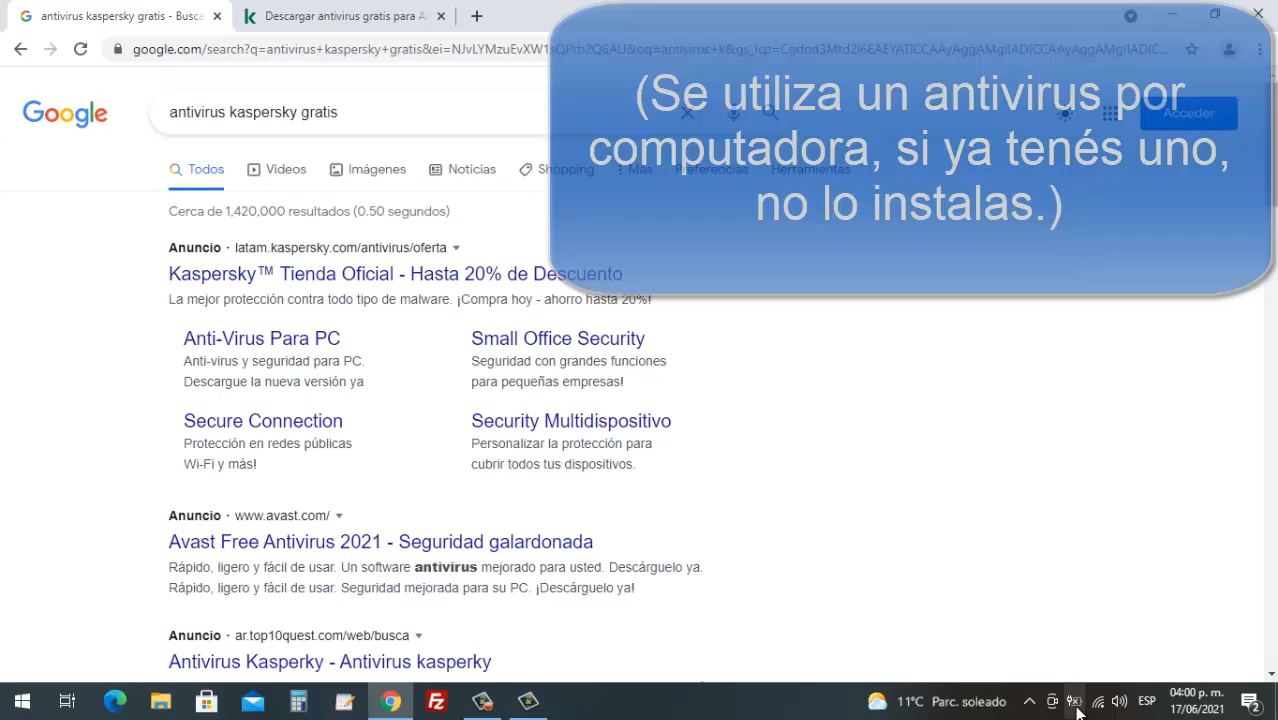 antivirus kaspersky gratis - Busca
Descargar antivirus gratis para A
google.com/search?q=antivirus+kaspersky+gratis&ei=
Google
antivirus kaspersky gratis
Acceder
(Se utiliza un antivirus por
computadora, si ya tenés uno,
no lo instalas.)
Todos
Videos
Imágenes
Noticias
Shopping
Más
Preferencias
Herramientas
Cerca de 1,420,000 resultados (0.50 segundos)
Anuncio · latam.kaspersky.com/antivirus/oferta
Kaspersky™ Tienda Oficial - Hasta 20% de Descuento
La mejor protección contra todo tipo de malware. ¡Compra hoy - ahorro hasta 20%!
Anti-Virus Para PC
Anti-virus y seguridad para PC.
Descargue la nueva versión ya
Small Office Security
Seguridad con grandes funciones
para pequeñas empresas!
Secure Connection
Protección en redes públicas
Wi-Fi y más!
Security Multidispositivo
Personalizar la protección para
cubrir todos tus dispositivos.
Anuncio · www.avast.com/
Avast Free Antivirus 2021 - Seguridad galardonada
Rápido, ligero y fácil de usar. Un software antivirus mejorado para usted. Descárguelo ya.
Rápido, ligero y fácil de usar. Seguridad mejorada para su PC. ¡Descárguelo ya!
Anuncio · ar.top10quest.com/web/busca
Antivirus Kasperky - Antivirus kasperky
11°C Parc. soleado
ESP
04:00 p. m.
17/06/2021
2